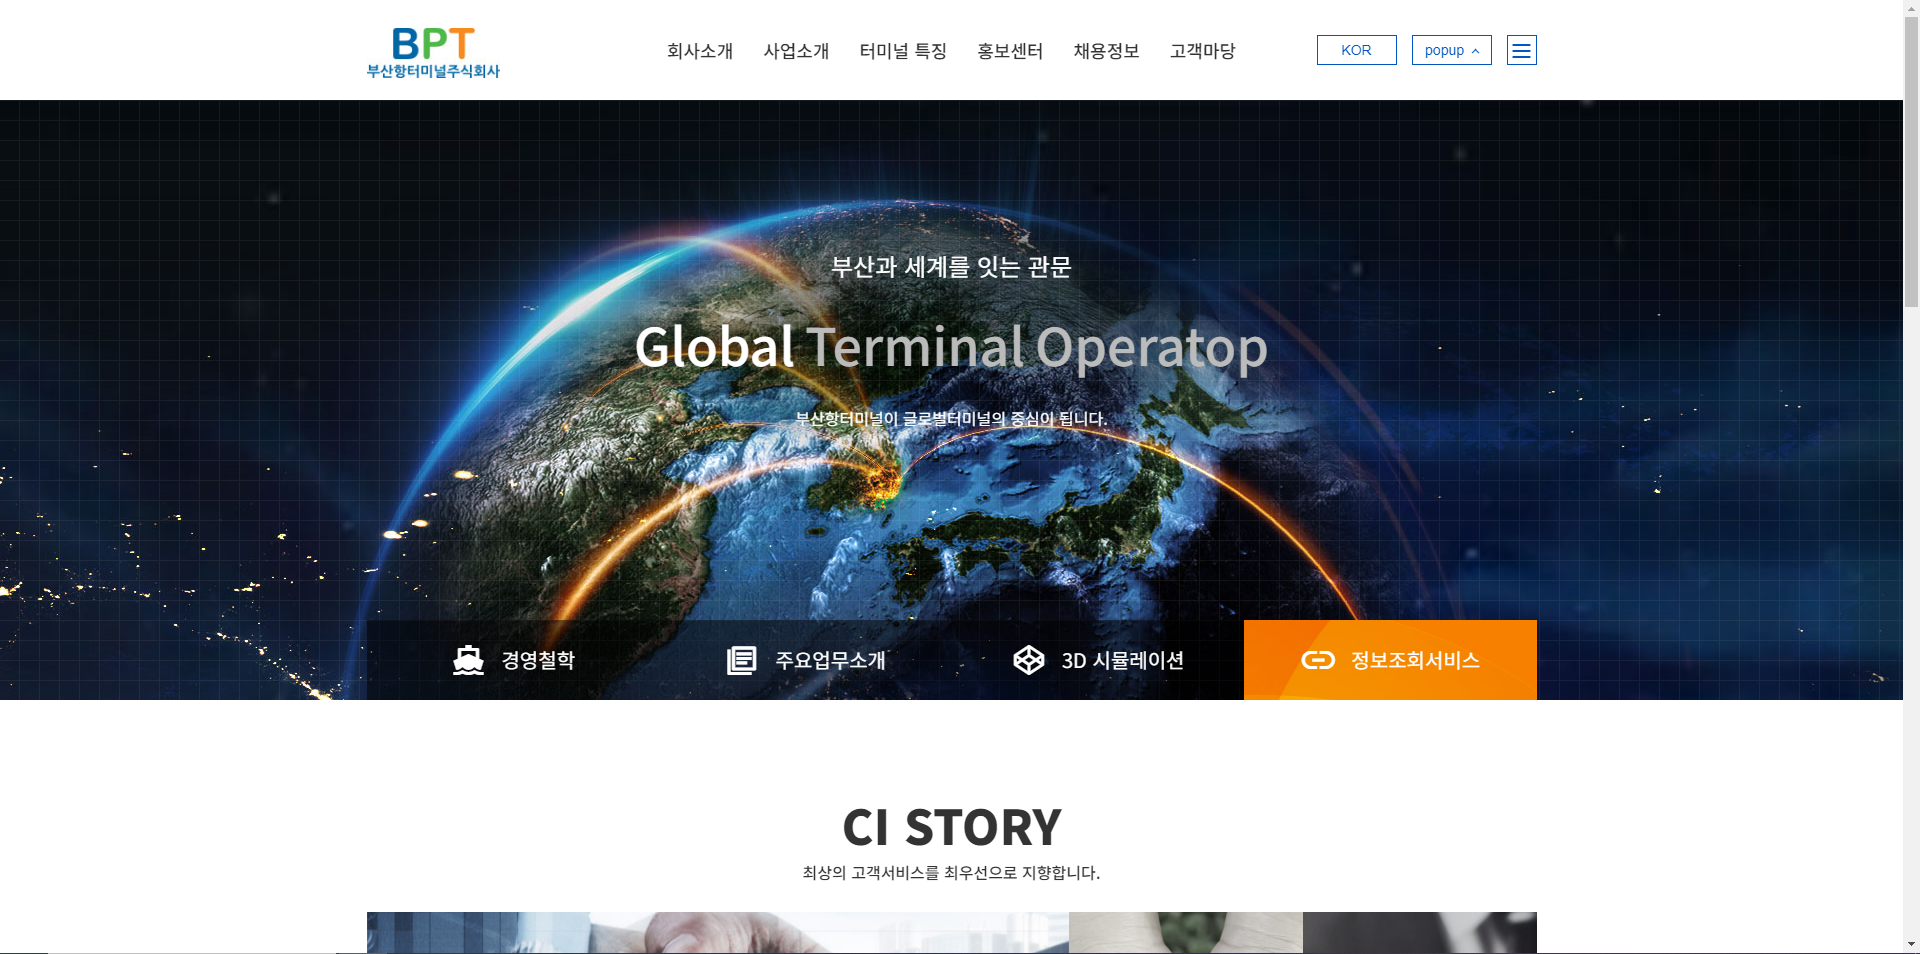 BPT
부산항터미널주식회사
회사소개 사업소개 터미널 특징 홍보센터 채용정보 고객마당
KOR popup
부산과 세계를 잇는 관문
Global Terminal Operatop
부산항터미널이 글로벌터미널의 중심이 됩니다.
경영철학 주요업무소개 3D 시뮬레이션 정보조회서비스
CI STORY
최상의 고객서비스를 최우선으로 지향합니다.